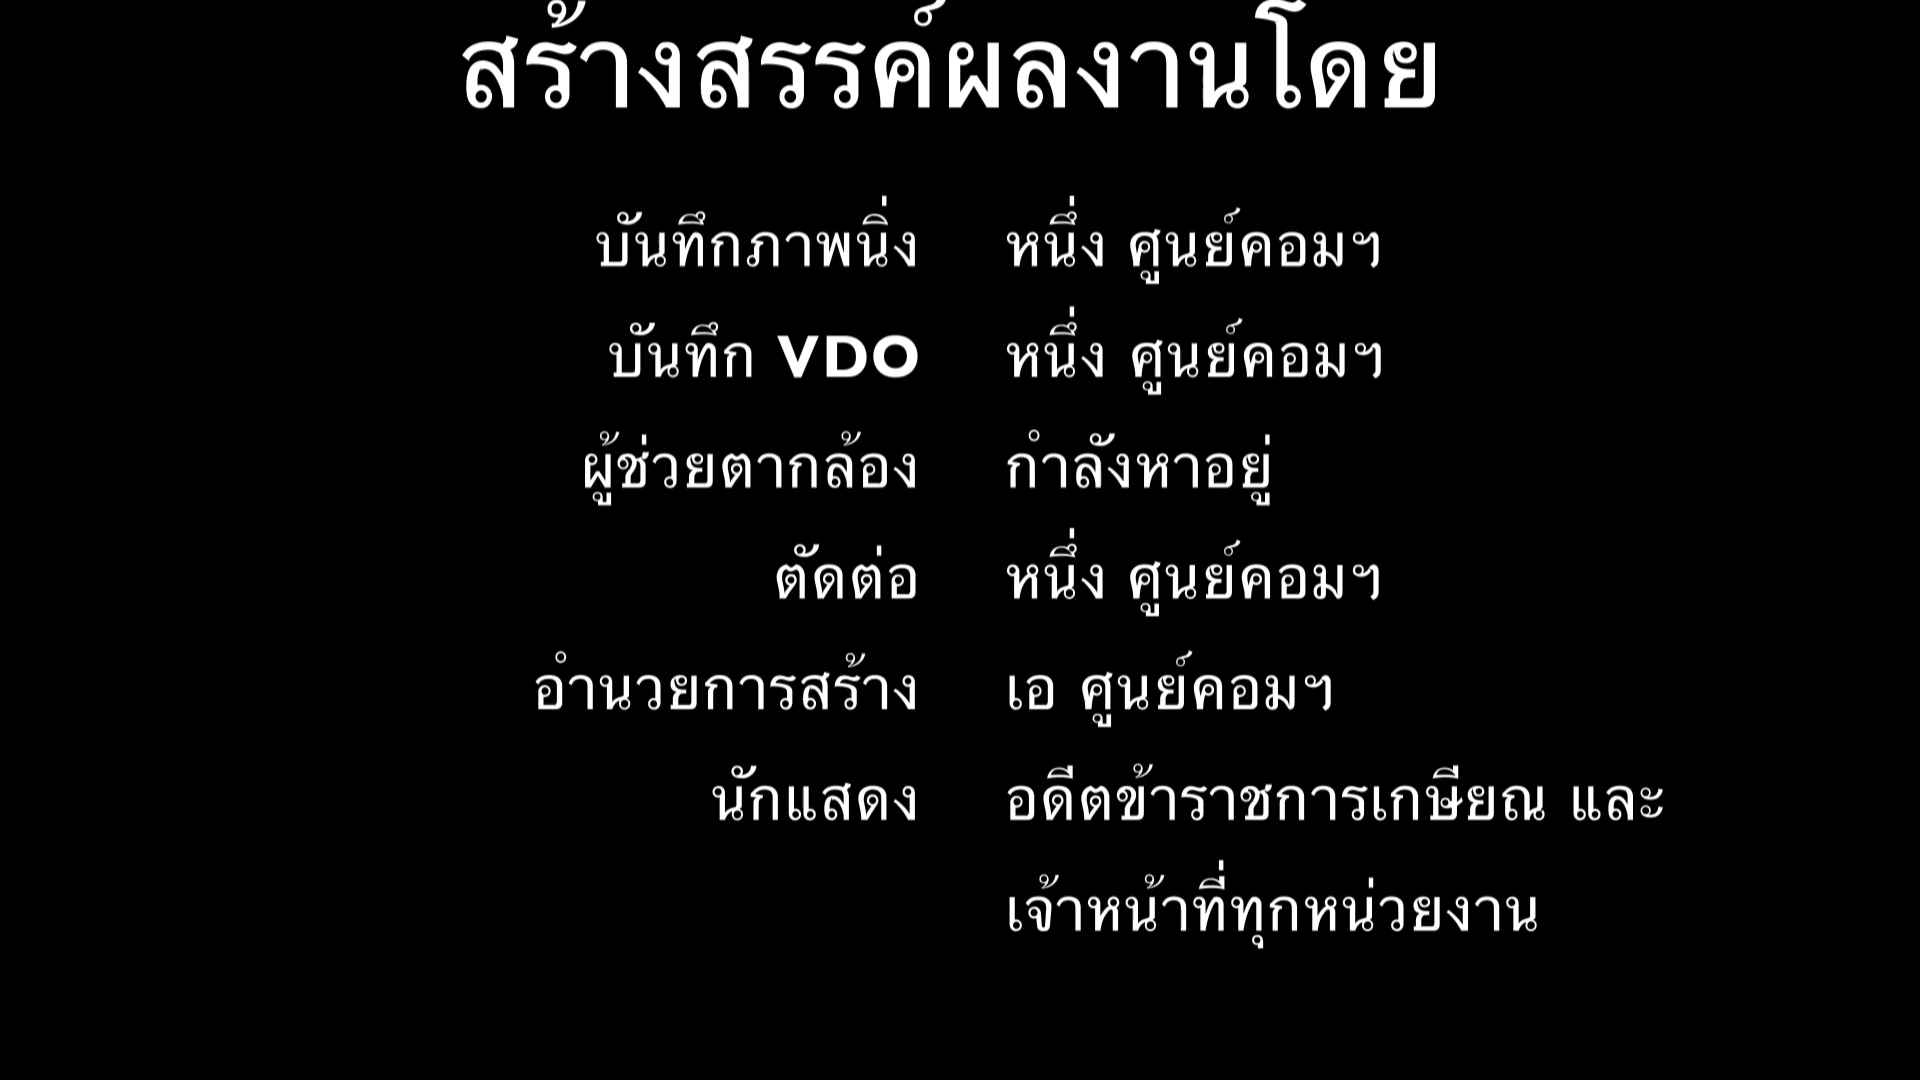 สร้างสรรค์ผลงานโดย
บันทึกภาพนิ่ง หนึ่ง ศูนย์คอมฯ
บันทึก VDO หนึ่ง ศูนย์คอมฯ
ผู้ช่วยตากล้อง กำลังหาอยู่
ตัดต่อ หนึ่ง ศูนย์คอมฯ
อำนวยการสร้าง เอ ศูนย์คอมฯ
นักแสดง อดีตข้าราชการเกษียณ และ
เจ้าหน้าที่ทุกหน่วยงาน